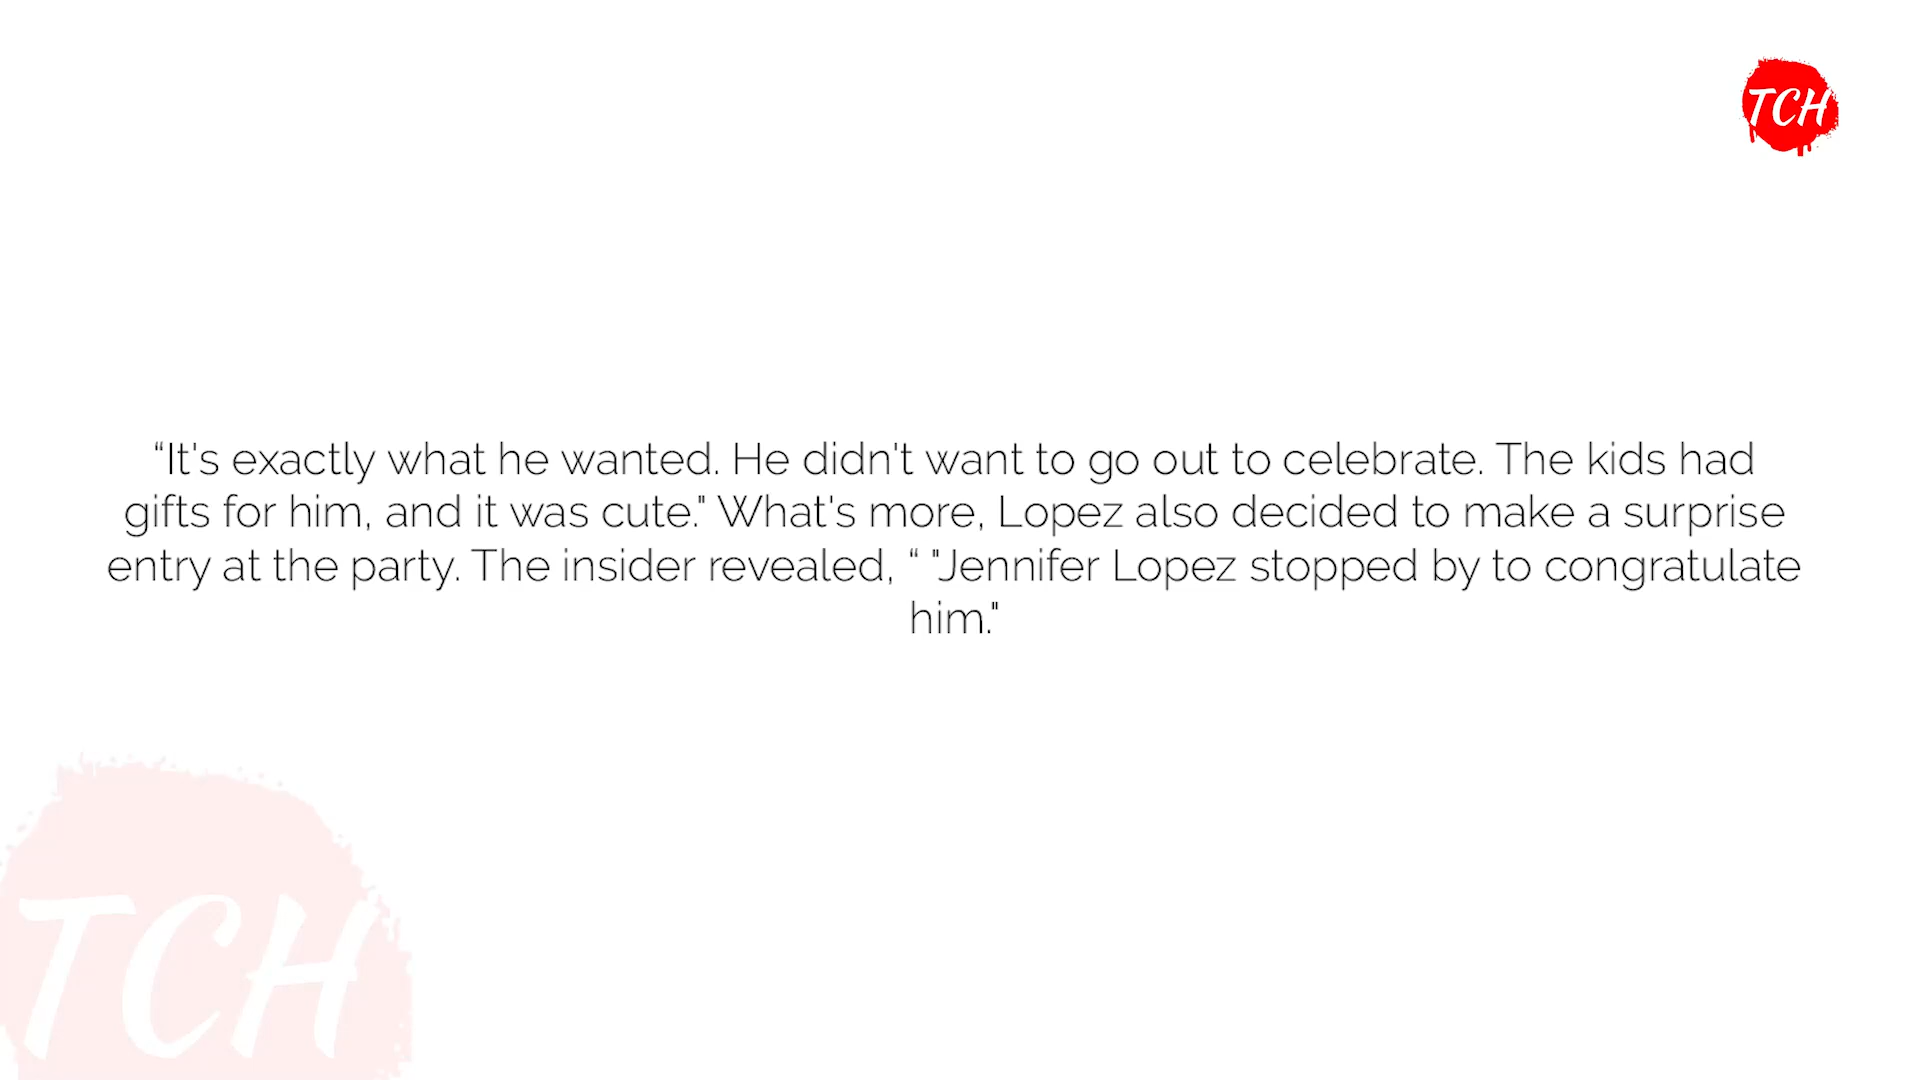 TCH
“It's exactly what he wanted. He didn't want to go out to celebrate. The kids had
gifts for him, and it was cute." What's more, Lopez also decided to make a surprise
entry at the party. The insider revealed, “ "Jennifer Lopez stopped by to congratulate
him."
TCH